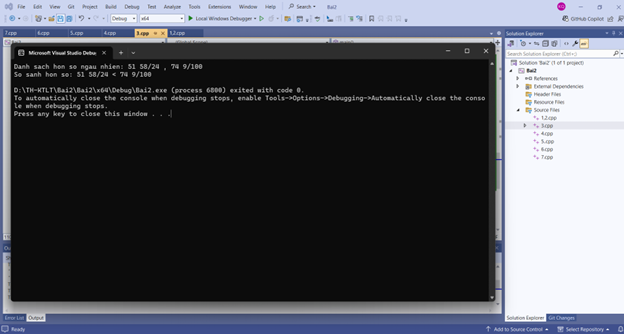 File Edit View Git Project Build Debug Test Analyze Tools Extensions Window Help Search Bai2
Debug x64 Local Windows Debugger GitHub Copilot
7.cpp 6.cpp 5.cpp 4.cpp 3.cpp 1,2.cpp
Solution Explorer
Microsoft Visual Studio Debug
Danh sach hon so ngau nhien: 51 58/24 , 74 9/100
So sanh hon so: 51 58/24 < 74 9/100
D:\TH-KTLT\Bai2\Bai2\x64\Debug\Bai2.exe (process 6800) exited with code 0.
To automatically close the console when debugging stops, enable Tools->Options->Debugging->Automatically close the conso
le when debugging stops.
Press any key to close this window . . .
Search Solution Explorer (Ctrl+;)
Solution 'Bai2' (1 of 1 project)
Bai2
References
External Dependencies
Header Files
Resource Files
Source Files
1,2.cpp
3.cpp
4.cpp
5.cpp
6.cpp
7.cpp
Error List Output
Solution Explorer Git Changes
Ready
Add to Source Control Select Repository